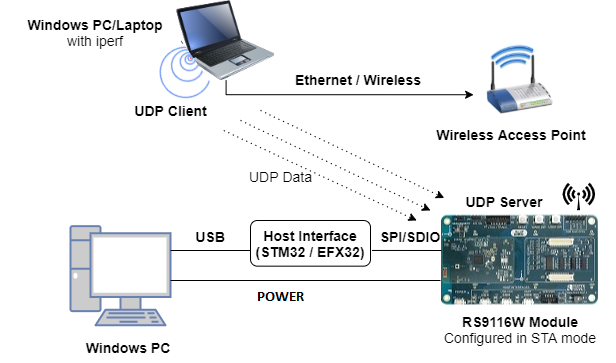 Windows PC/Laptop
with iperf
UDP Client
Ethernet / Wireless
Wireless Access Point
UDP Data
UDP Server
USB
Host Interface
(STM32 / EFX32)
SPI/SDIO
POWER
RS9116W Module
Configured in STA mode
Windows PC